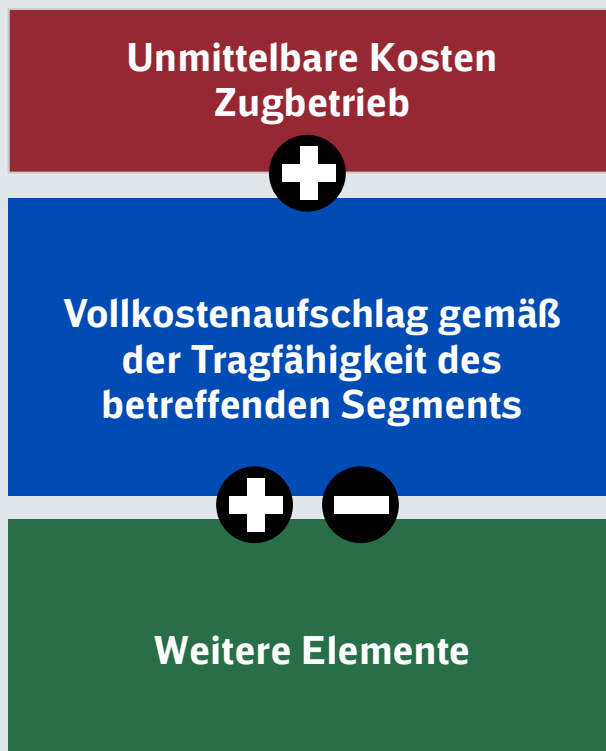 Unmittelbare Kosten
Zugbetrieb
Vollkostenaufschlag gemäß
der Tragfähigkeit des
betreffenden Segments
Weitere Elemente